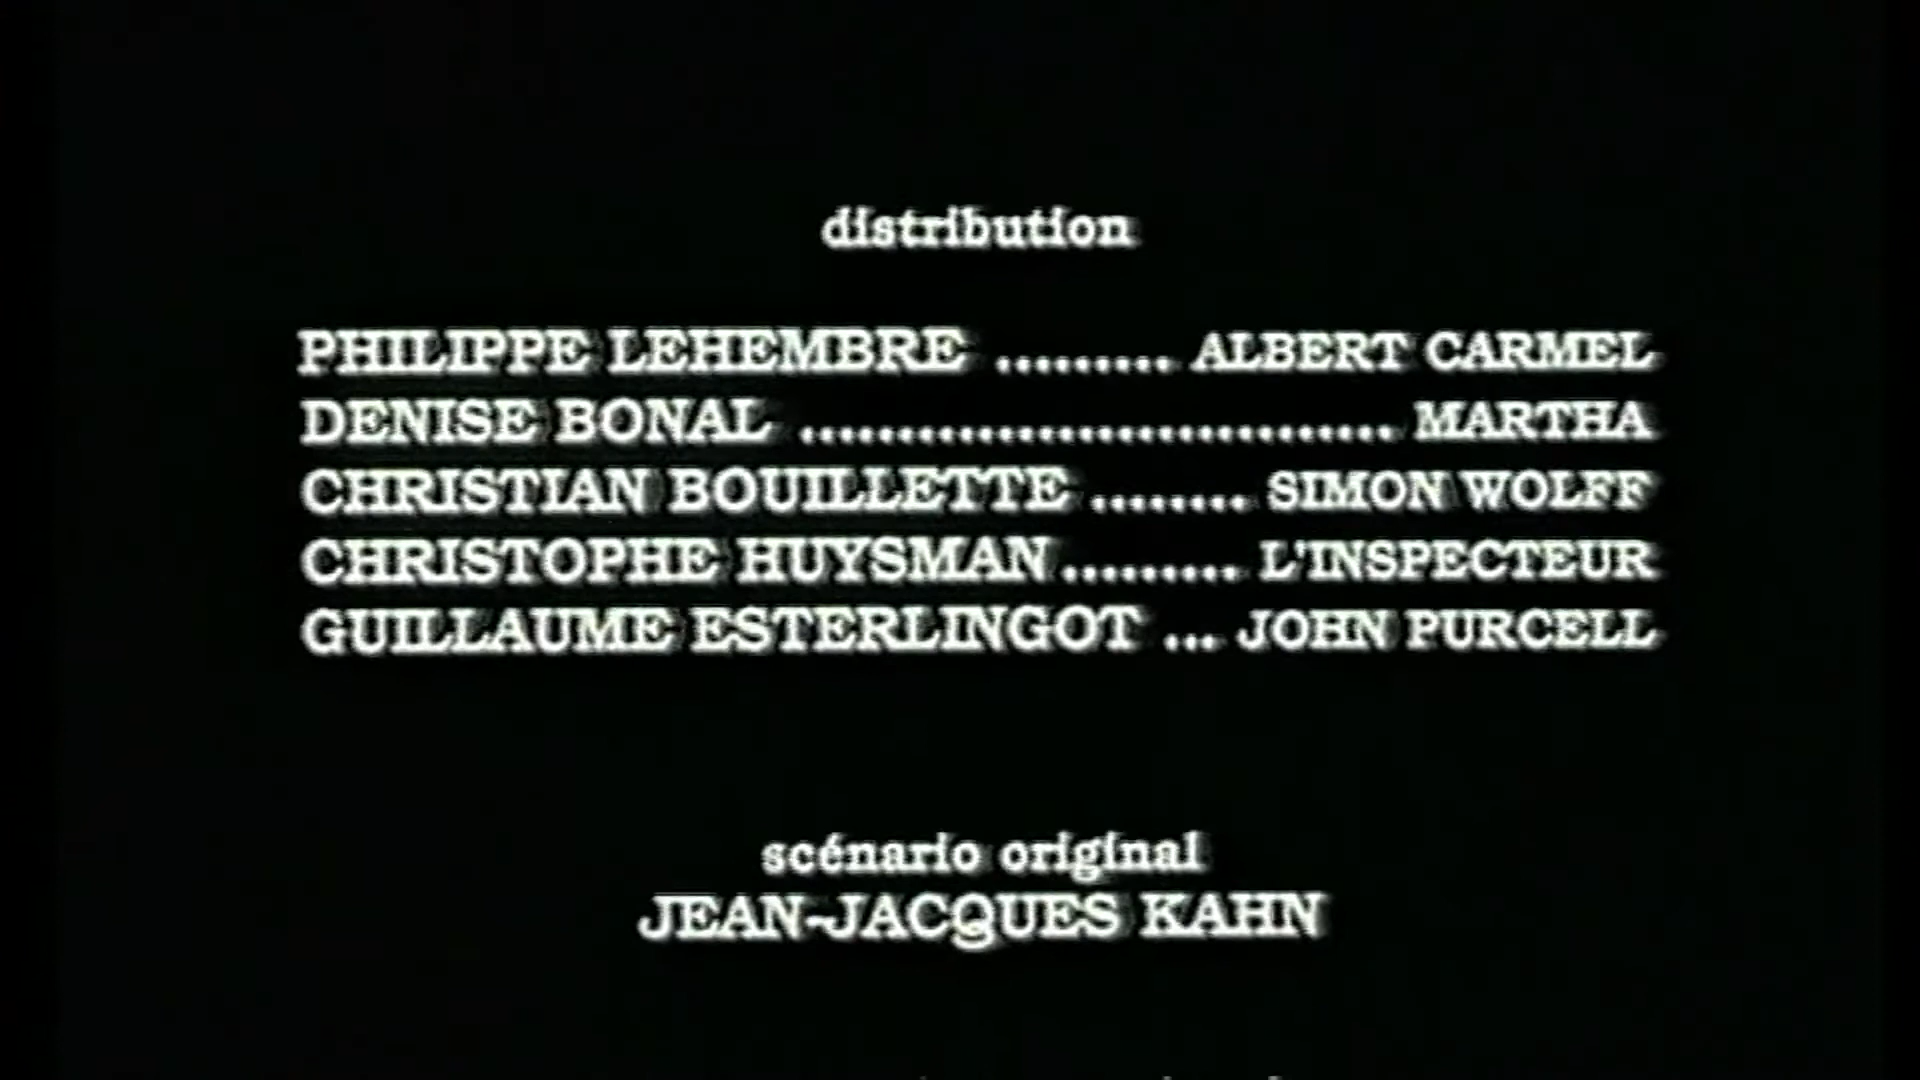 distribution
PHILIPPE LEHEMBRE ......... ALBERT CARMEL
DENISE BONAL ............................... MARTHA
CHRISTIAN BOUILLETTE ........ SIMON WOLFF
CHRISTOPHE HUYSMAN ......... L'INSPECTEUR
GUILLAUME ESTERLINGOT ... JOHN PURCELL
scénario original
JEAN-JACQUES KAHN